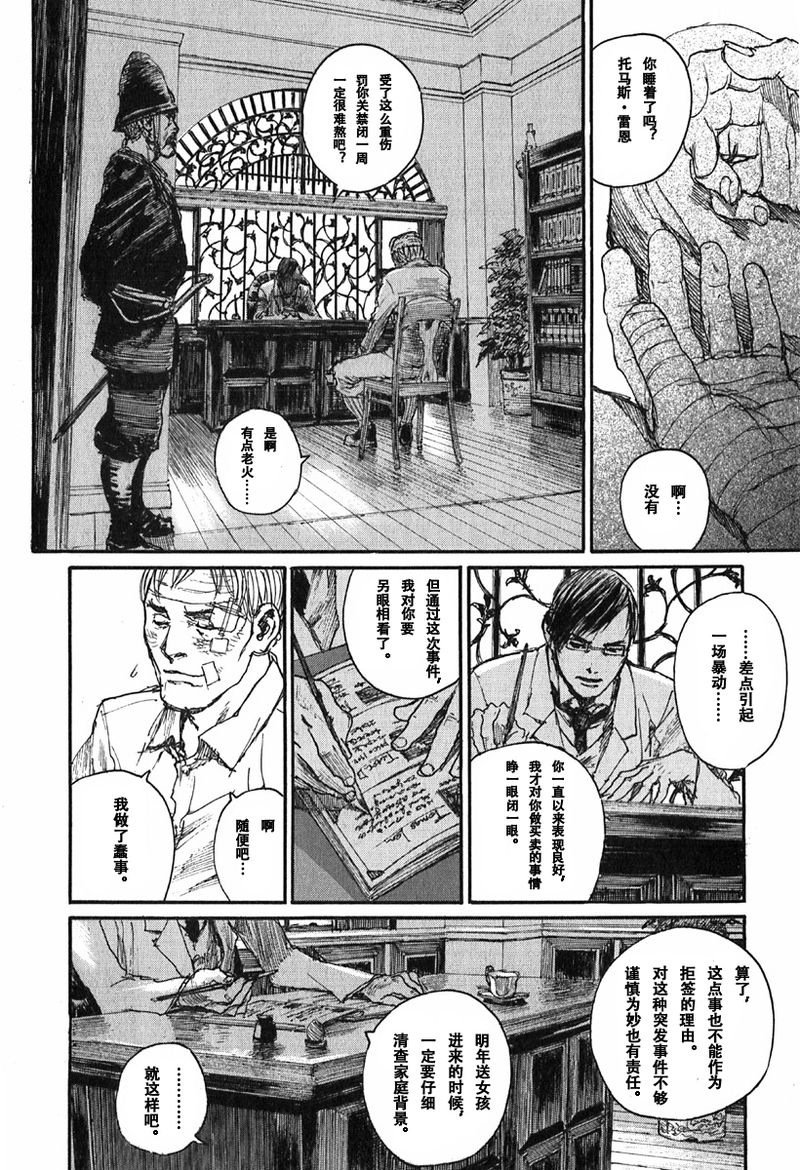 你睡着了吗？
托马斯·雷恩
啊…
没有
受了这么重伤
罚你关禁闭一周
一定很难熬吧？
是啊
有点老火……
……差点引起
一场暴动……
你一直以来表现良好，
我才对你做买卖的事情
睁一眼闭一眼。
但通过这次事件，
我对你要
另眼相看了。
啊
随便吧…
我做了蠢事。
算了，
这点事也不能作为
拒签的理由。
对这种突发事件不够
谨慎为妙也有责任。
明年送女孩
进来的时候，
一定要仔细
清查家庭背景。
……
就这样吧。